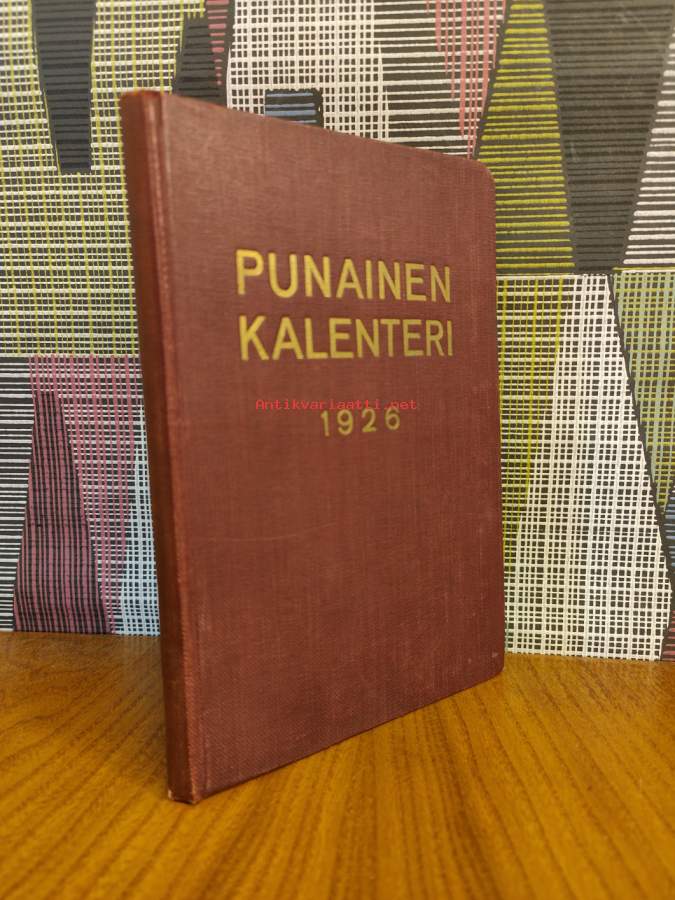 PUNAINEN
KALENTERI
Antikvariaatti.net
1926